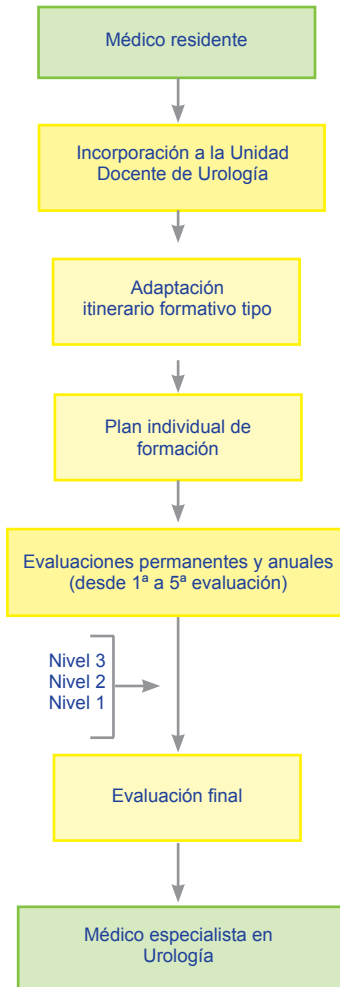 Médico residente
Incorporación a la Unidad
Docente de Urología
Adaptación
itinerario formativo tipo
Plan individual de
formación
Evaluaciones permanentes y anuales
(desde 1ª a 5ª evaluación)
Nivel 3
Nivel 2
Nivel 1
Evaluación final
Médico especialista en
Urología